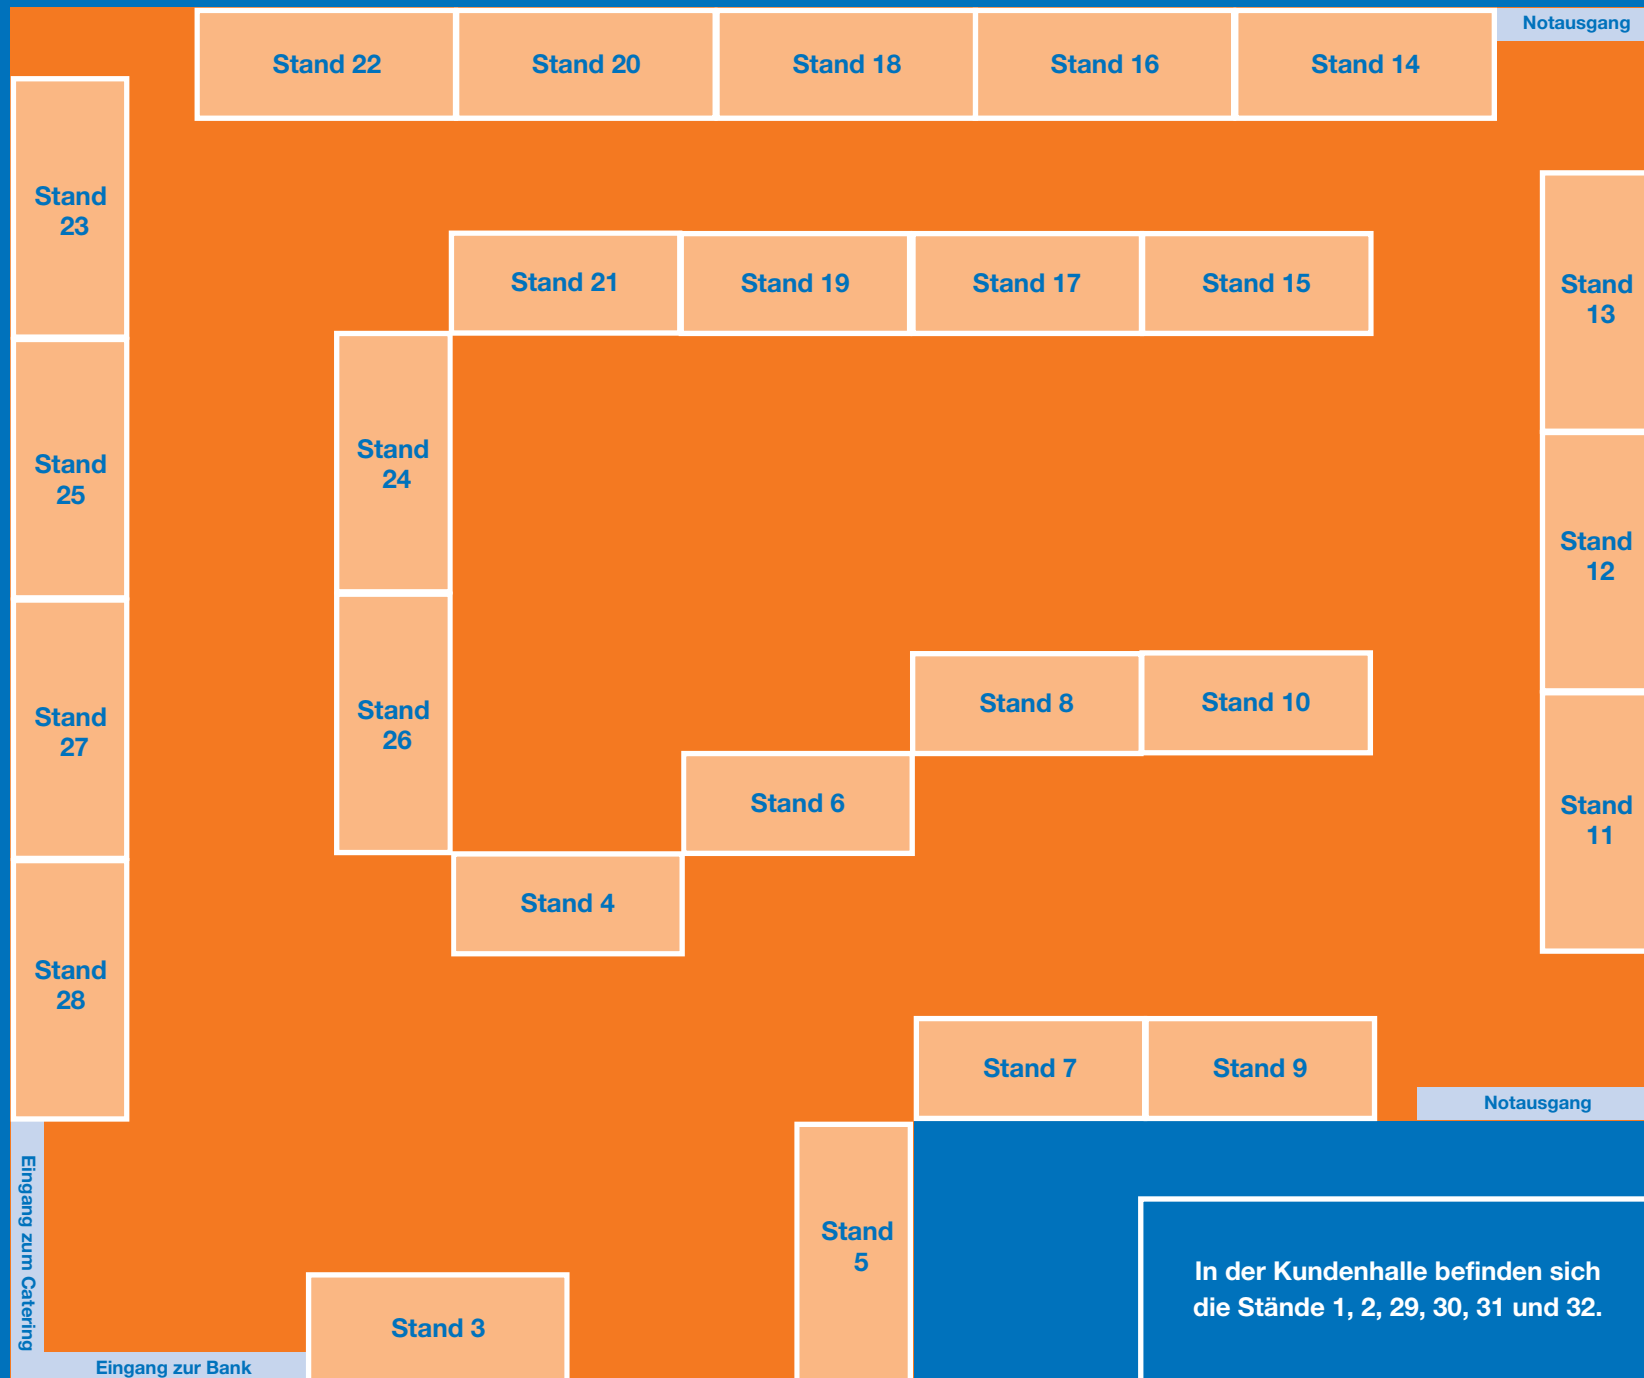 Notausgang
Stand 22
Stand 20
Stand 18
Stand 16
Stand 14
Stand
23
Stand 21
Stand 19
Stand 17
Stand 15
Stand
13
Stand
24
Stand
25
Stand
12
Stand
26
Stand
27
Stand 8
Stand 10
Stand 6
Stand
11
Stand 4
Stand
28
Stand 7
Stand 9
Notausgang
Eingang zum Catering
Stand
5
In der Kundenhalle befinden sich
die Stände 1, 2, 29, 30, 31 und 32.
Stand 3
Eingang zur Bank